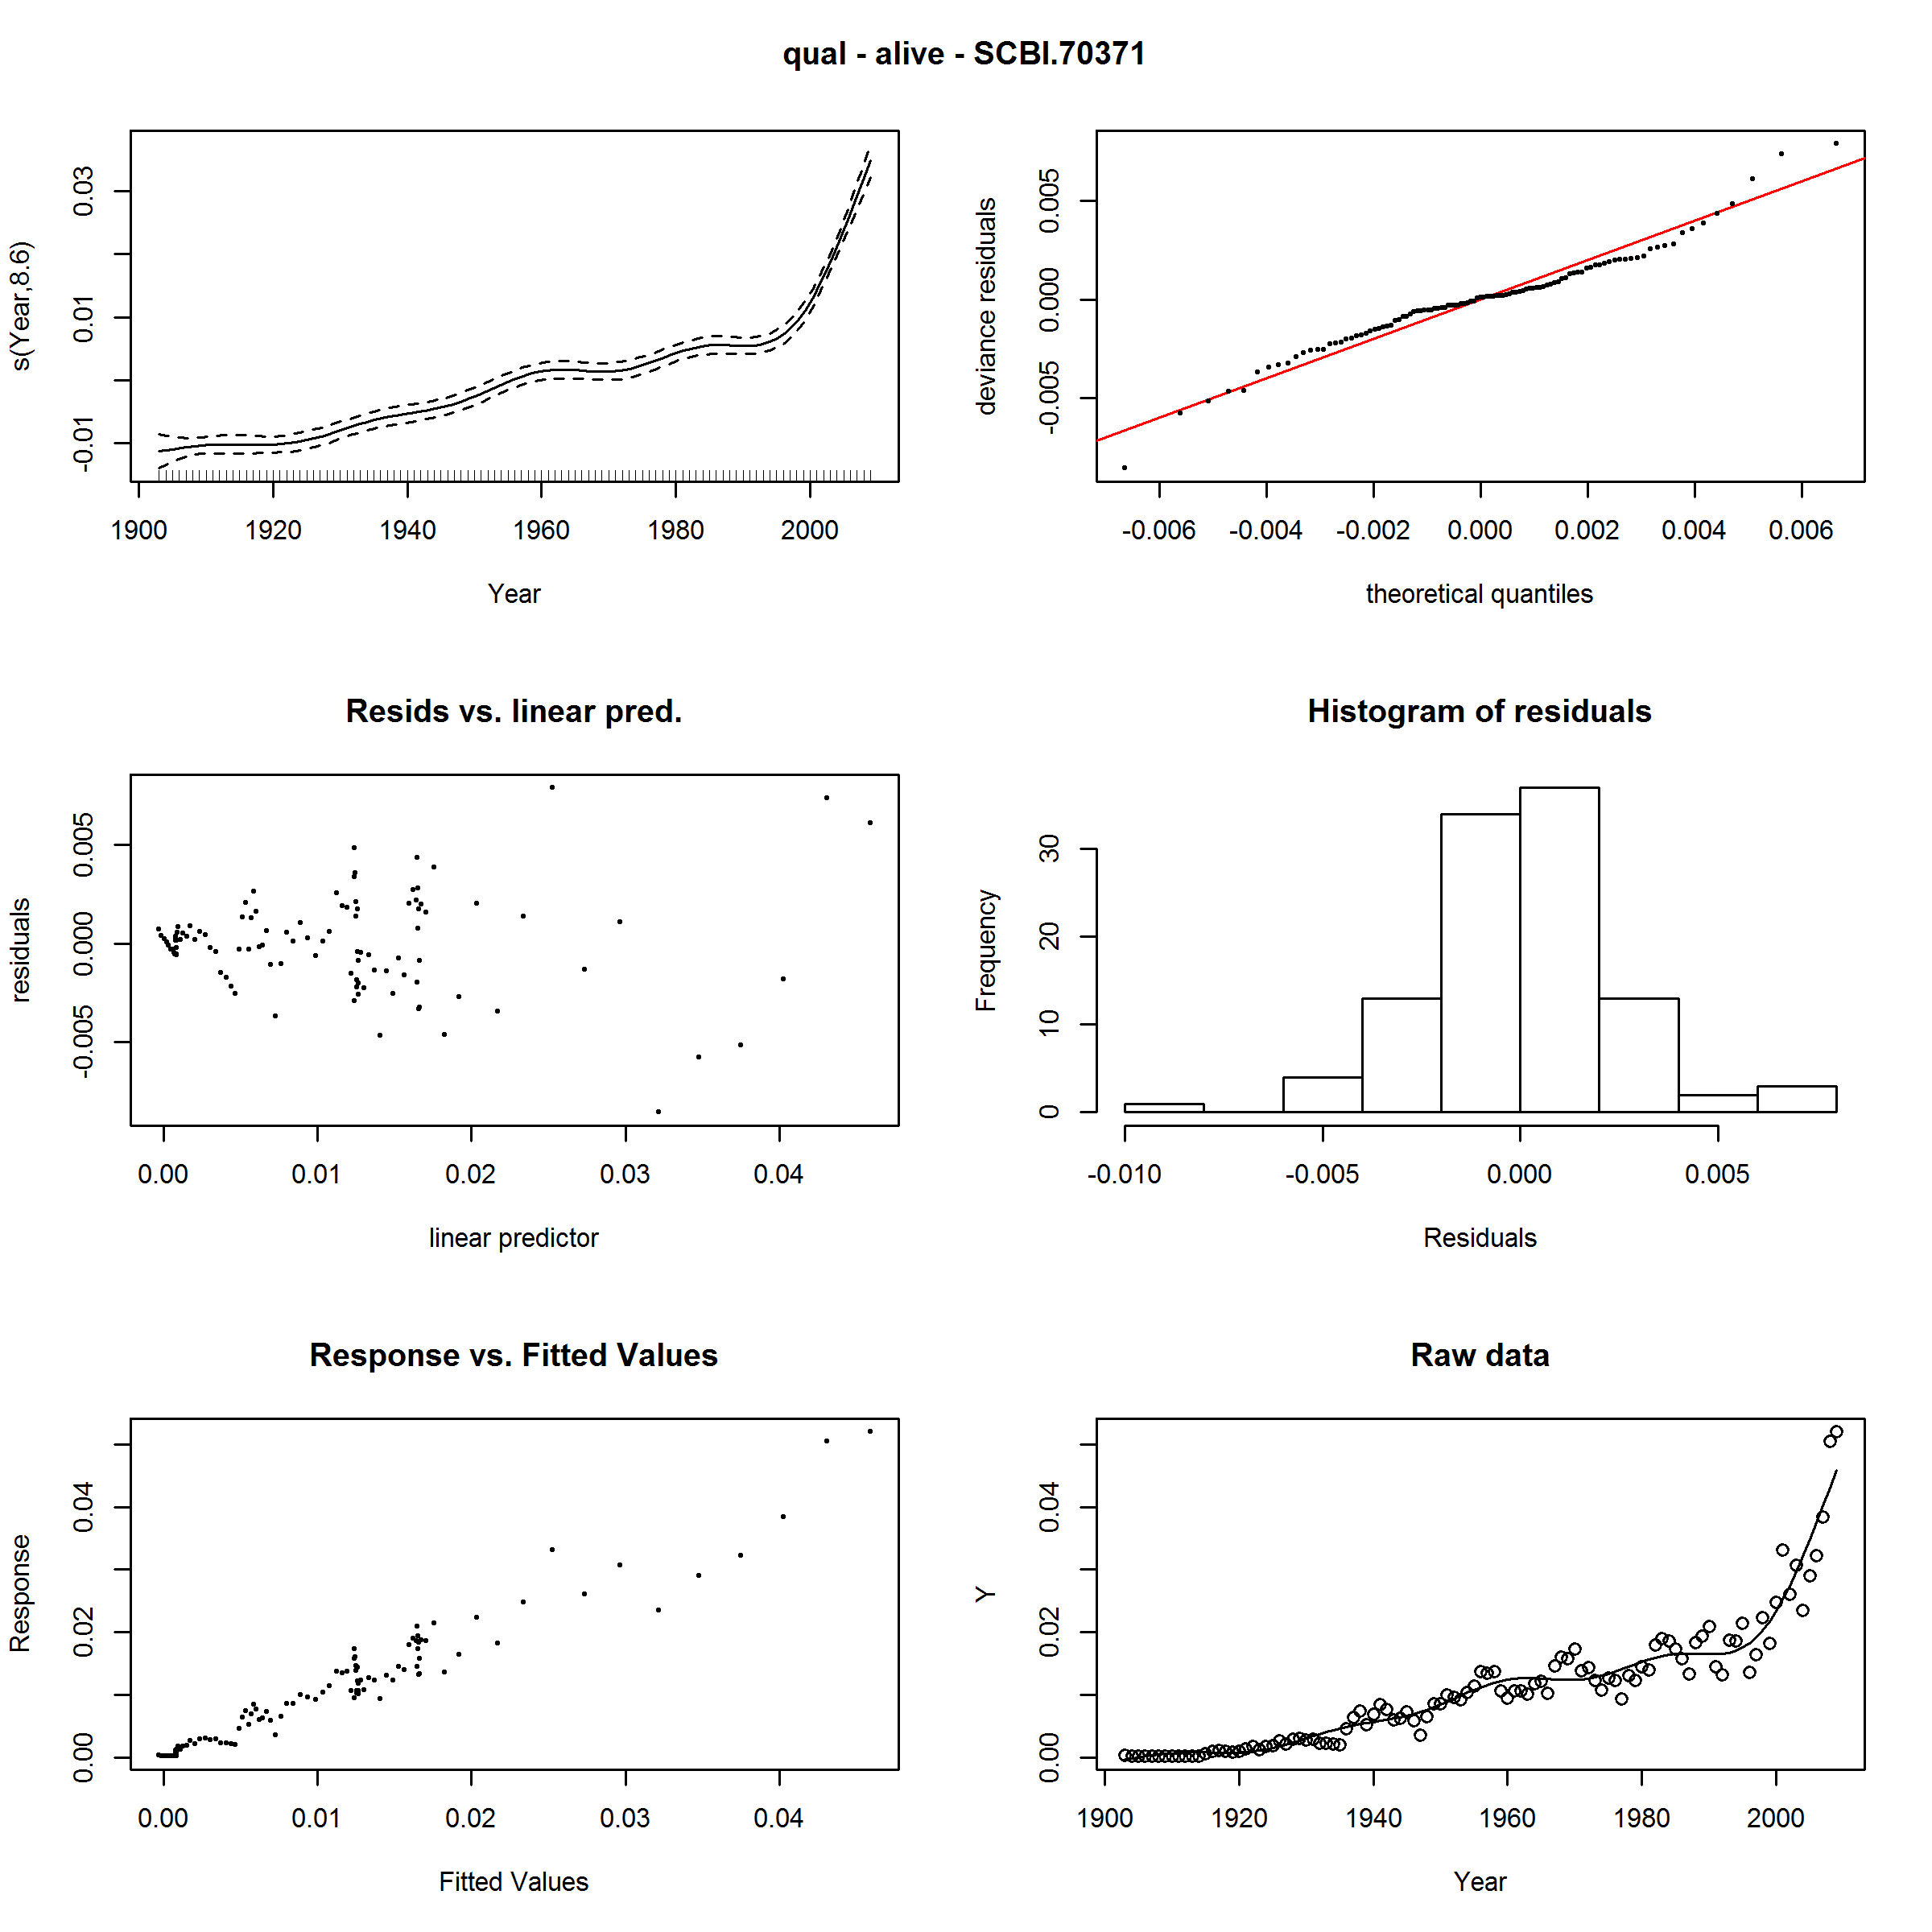 qual - alive - SCBI.70371
s(Year,8.6)
-0.01 0.01 0.03
1900 1920 1940 1960 1980 2000
Year
deviance residuals
-0.005 0.000 0.005
-0.006 -0.004 -0.002 0.000 0.002 0.004 0.006
theoretical quantiles
Resids vs. linear pred.
residuals
-0.005 0.000 0.005
0.00 0.01 0.02 0.03 0.04
linear predictor
Histogram of residuals
Frequency
0 10 20 30
-0.010 -0.005 0.000 0.005
Residuals
Response vs. Fitted Values
Response
0.00 0.02 0.04
0.00 0.01 0.02 0.03 0.04
Fitted Values
Raw data
Y
0.00 0.02 0.04
1900 1920 1940 1960 1980 2000
Year